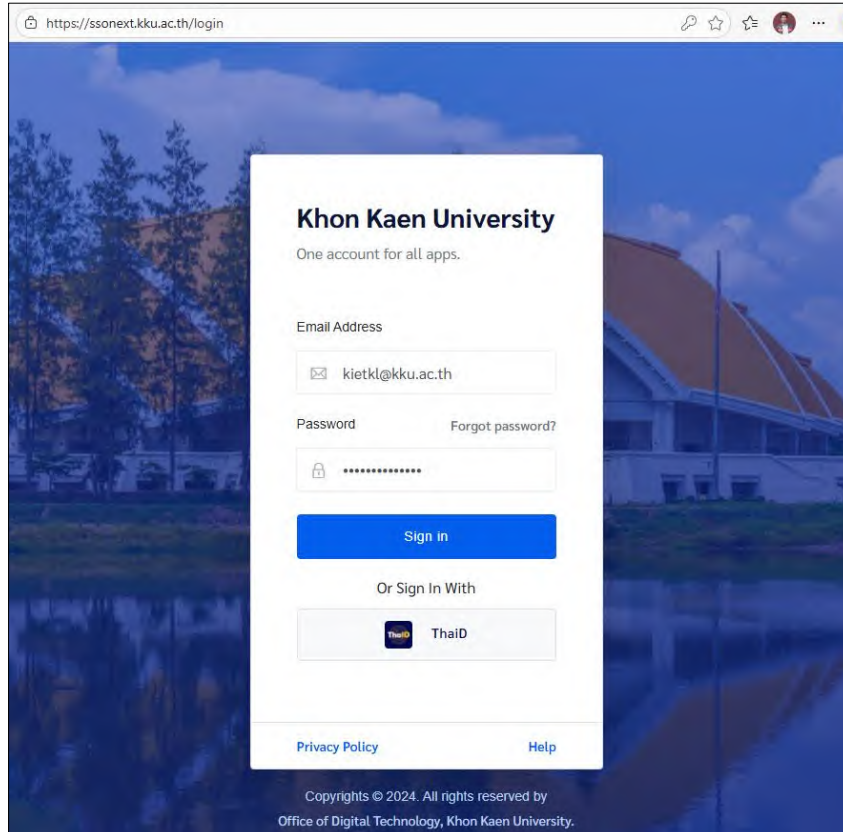 https://ssonext.kku.ac.th/login
Khon Kaen University
One account for all apps.
Email Address
kietkl@kku.ac.th
Password Forgot password?
••••••••••••••
Sign in
Or Sign In With
ThaiD ThaiD
Privacy Policy Help
Copyrights © 2024. All rights reserved by
Office of Digital Technology, Khon Kaen University.